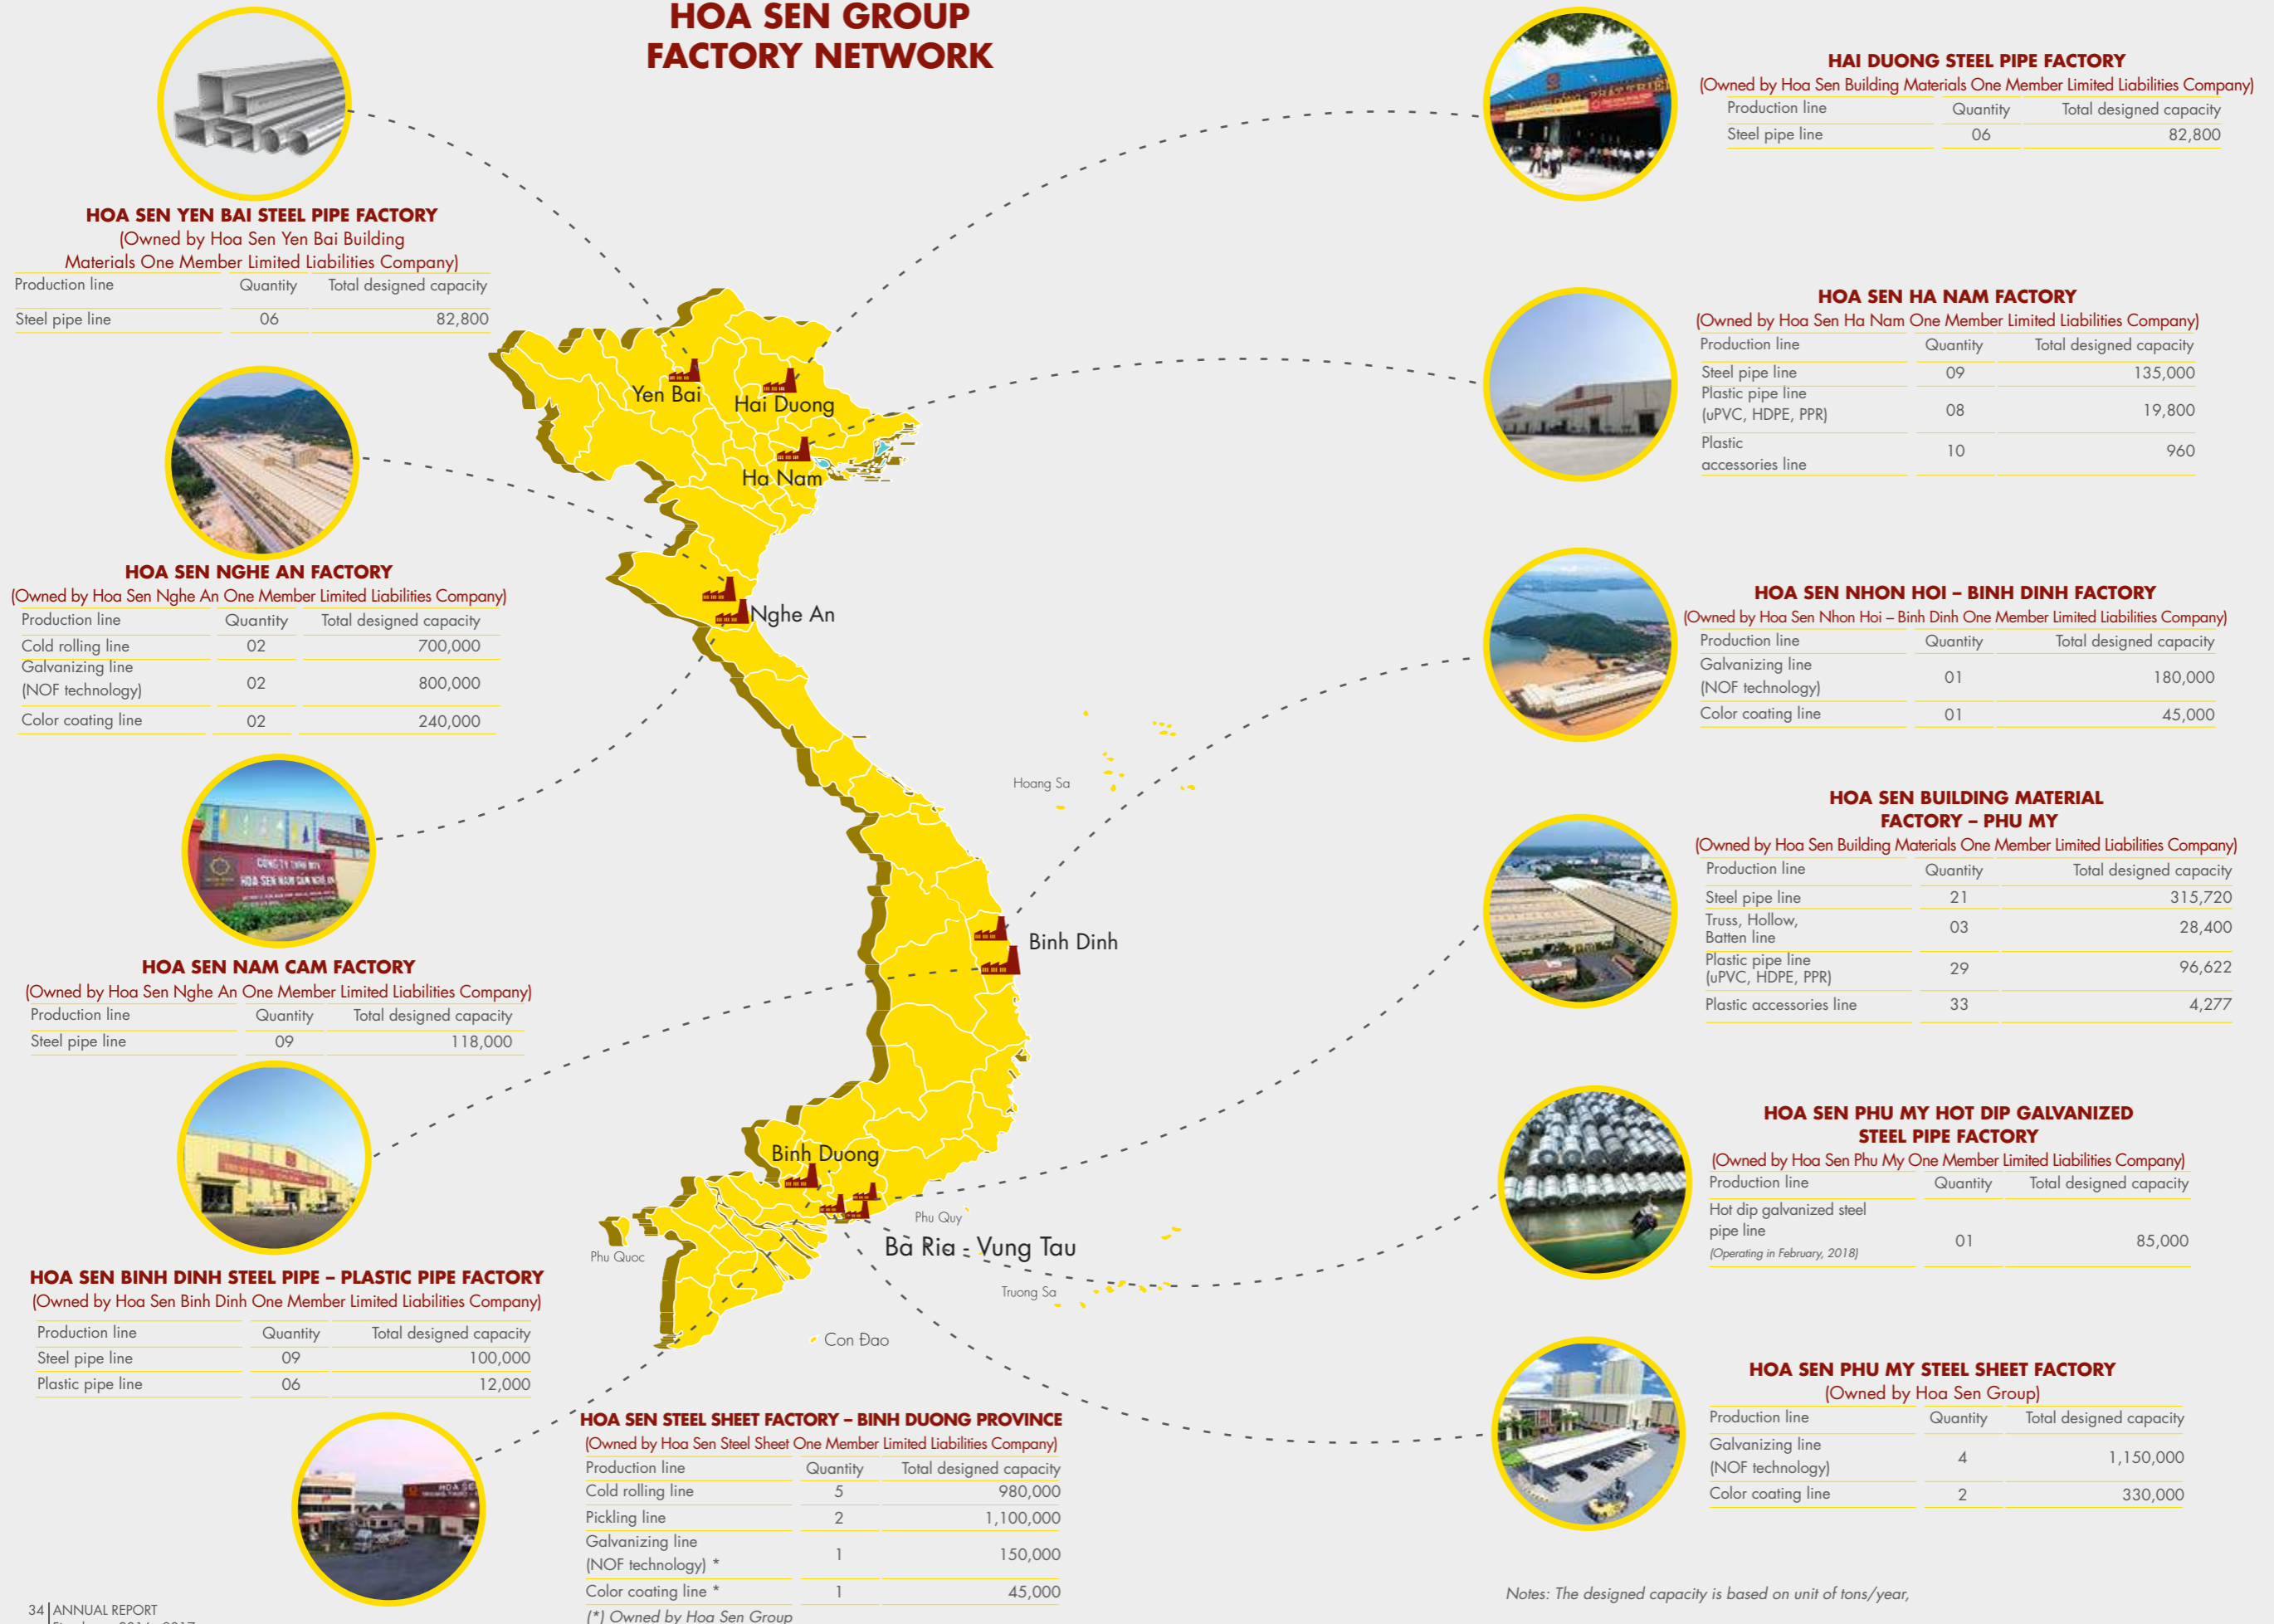 HOA SEN GROUP
FACTORY NETWORK
HOA SEN YEN BAI STEEL PIPE FACTORY
(Owned by Hoa Sen Yen Bai Building
Materials One Member Limited Liabilities Company)
Production line Quantity Total designed capacity
Steel pipe line 06 82,800
HOA SEN NGHE AN FACTORY
(Owned by Hoa Sen Nghe An One Member Limited Liabilities Company)
Production line Quantity Total designed capacity
Cold rolling line 02 700,000
Galvanizing line
(NOF technology) 02 800,000
Color coating line 02 240,000
CÔNG TY TNHH MTV
HOA SEN NAM CẤM NGHỆ AN
HOA SEN NAM CAM FACTORY
(Owned by Hoa Sen Nghe An One Member Limited Liabilities Company)
Production line Quantity Total designed capacity
Steel pipe line 09 118,000
HOA SEN BINH DINH STEEL PIPE – PLASTIC PIPE FACTORY
(Owned by Hoa Sen Binh Dinh One Member Limited Liabilities Company)
Production line Quantity Total designed capacity
Steel pipe line 09 100,000
Plastic pipe line 06 12,000
HOA SE
HOA SEN STEEL SHEET FACTORY – BINH DUONG PROVINCE
(Owned by Hoa Sen Steel Sheet One Member Limited Liabilities Company)
Production line Quantity Total designed capacity
Cold rolling line 5 980,000
Pickling line 2 1,100,000
Galvanizing line
(NOF technology) * 1 150,000
Color coating line * 1 45,000
(*) Owned by Hoa Sen Group
Yen Bai
Hai Duong
Ha Nam
Nghe An
Hoang Sa
Binh Dinh
Binh Duong
Phu Quy
Ba Ria - Vung Tau
Phu Quoc
Truong Sa
Con Đao
HAI DUONG STEEL PIPE FACTORY
(Owned by Hoa Sen Building Materials One Member Limited Liabilities Company)
Production line Quantity Total designed capacity
Steel pipe line 06 82,800
HOA SEN HA NAM FACTORY
(Owned by Hoa Sen Ha Nam One Member Limited Liabilities Company)
Production line Quantity Total designed capacity
Steel pipe line 09 135,000
Plastic pipe line
(uPVC, HDPE, PPR) 08 19,800
Plastic
accessories line 10 960
HOA SEN NHON HOI – BINH DINH FACTORY
(Owned by Hoa Sen Nhon Hoi – Binh Dinh One Member Limited Liabilities Company)
Production line Quantity Total designed capacity
Galvanizing line
(NOF technology) 01 180,000
Color coating line 01 45,000
HOA SEN BUILDING MATERIAL
FACTORY – PHU MY
(Owned by Hoa Sen Building Materials One Member Limited Liabilities Company)
Production line Quantity Total designed capacity
Steel pipe line 21 315,720
Truss, Hollow,
Batten line 03 28,400
Plastic pipe line
(uPVC, HDPE, PPR) 29 96,622
Plastic accessories line 33 4,277
HOA SEN PHU MY HOT DIP GALVANIZED
STEEL PIPE FACTORY
(Owned by Hoa Sen Phu My One Member Limited Liabilities Company)
Production line Quantity Total designed capacity
Hot dip galvanized steel
pipe line 01 85,000
(Operating in February, 2018)
HOA SEN PHU MY STEEL SHEET FACTORY
(Owned by Hoa Sen Group)
Production line Quantity Total designed capacity
Galvanizing line
(NOF technology) 4 1,150,000
Color coating line 2 330,000
Notes: The designed capacity is based on unit of tons/year,
34 ANNUAL REPORT